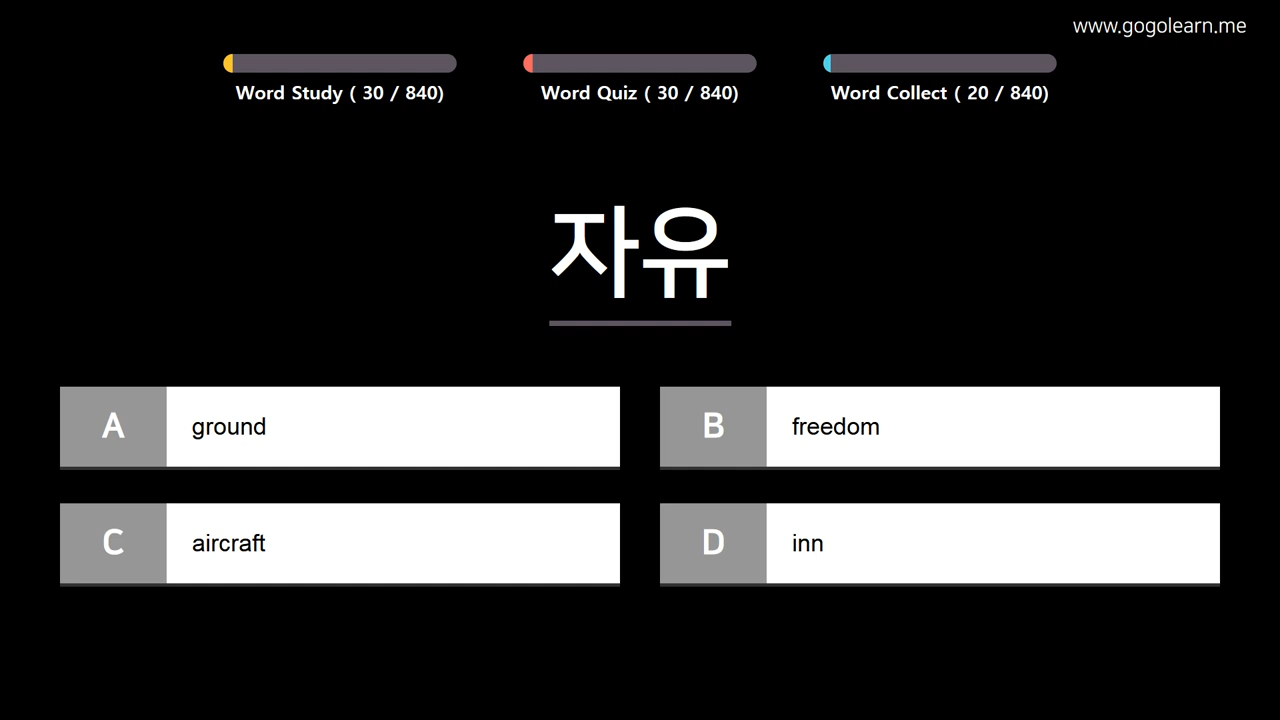 www.gogolearn.me
Word Study ( 30 / 840)
Word Quiz ( 30 / 840)
Word Collect ( 20 / 840)
자유
A ground
B freedom
C aircraft
D inn